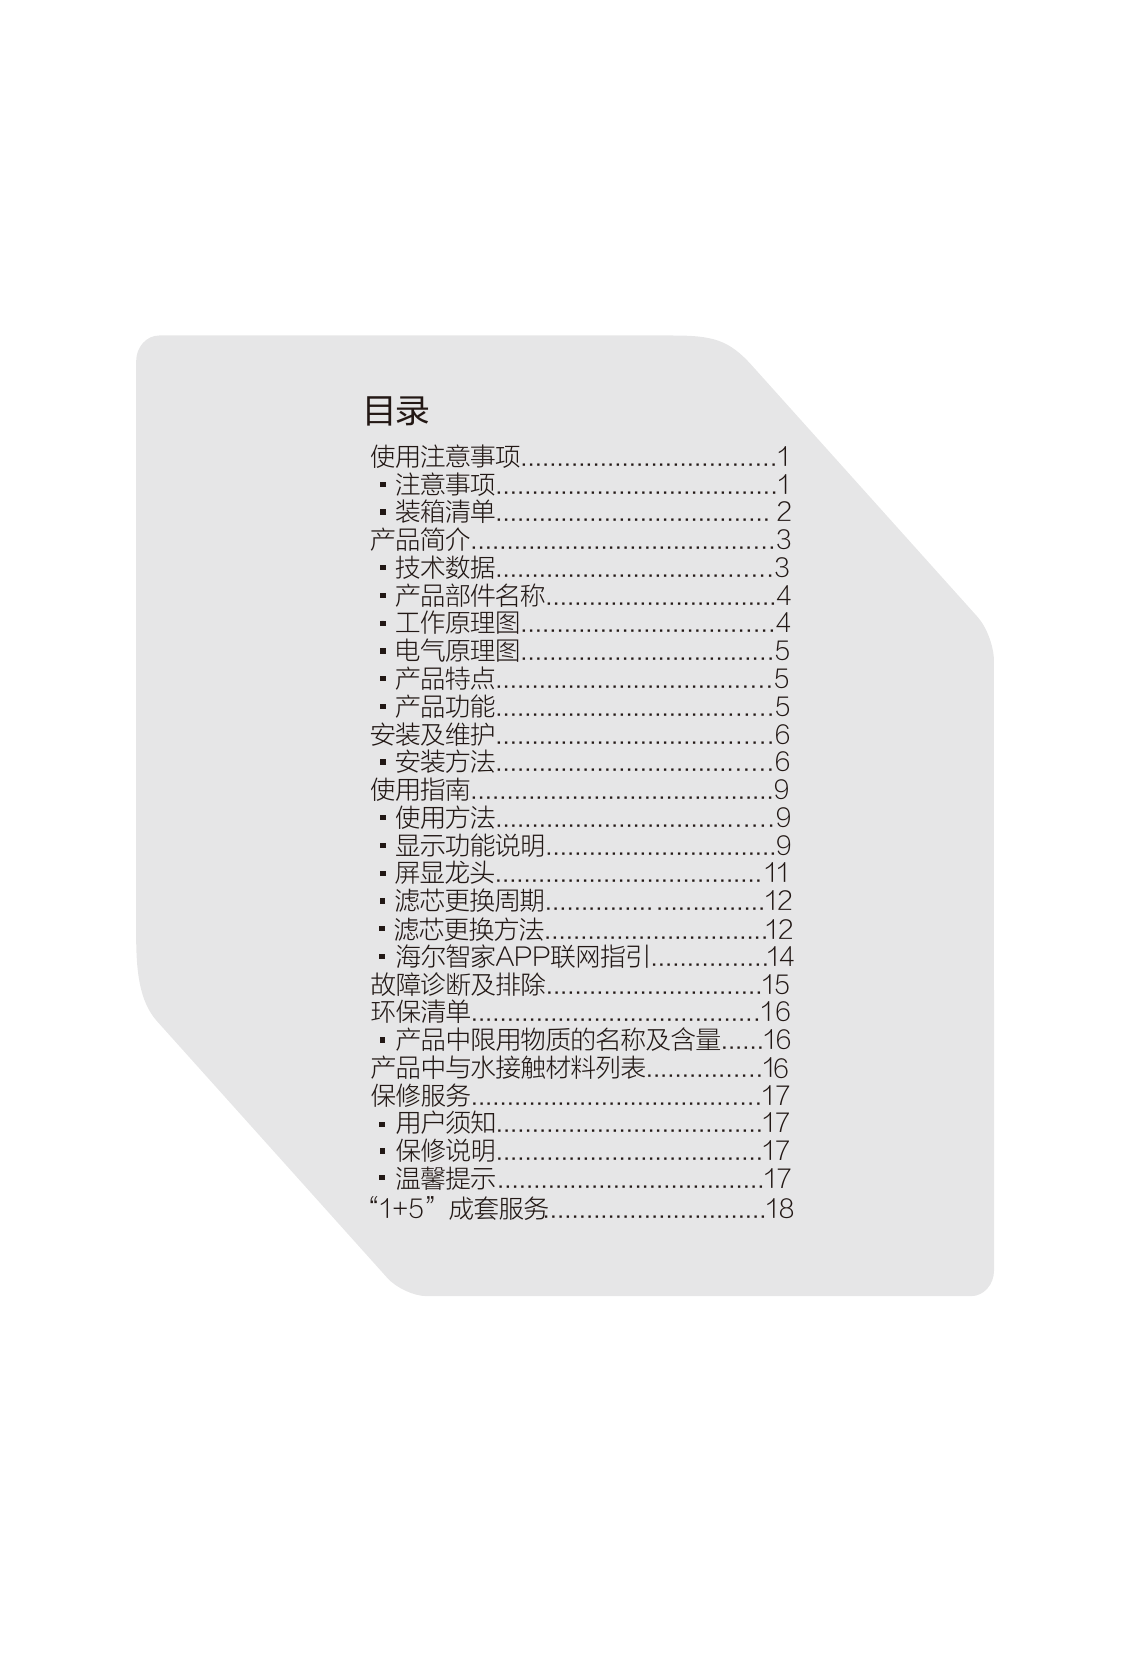 目录
使用注意事项...................................1
▪ 注意事项.......................................1
▪ 装箱清单...................................... 2
产品简介..........................................3
▪ 技术数据.......................................3
▪ 产品部件名称................................4
▪ 工作原理图...................................4
▪ 电气原理图...................................5
▪ 产品特点.......................................5
▪ 产品功能.......................................5
安装及维护.......................................6
▪ 安装方法.......................................6
使用指南..........................................9
▪ 使用方法.......................................9
▪ 显示功能说明................................9
▪ 屏显龙头.....................................11
▪ 滤芯更换周期..............................12
▪ 滤芯更换方法..............................12
▪ 海尔智家APP联网指引................14
故障诊断及排除..............................15
环保清单........................................16
▪ 产品中限用物质的名称及含量......16
产品中与水接触材料列表................16
保修服务........................................17
▪ 用户须知.....................................17
▪ 保修说明.....................................17
▪ 温馨提示.....................................17
“1+5”成套服务...............................18